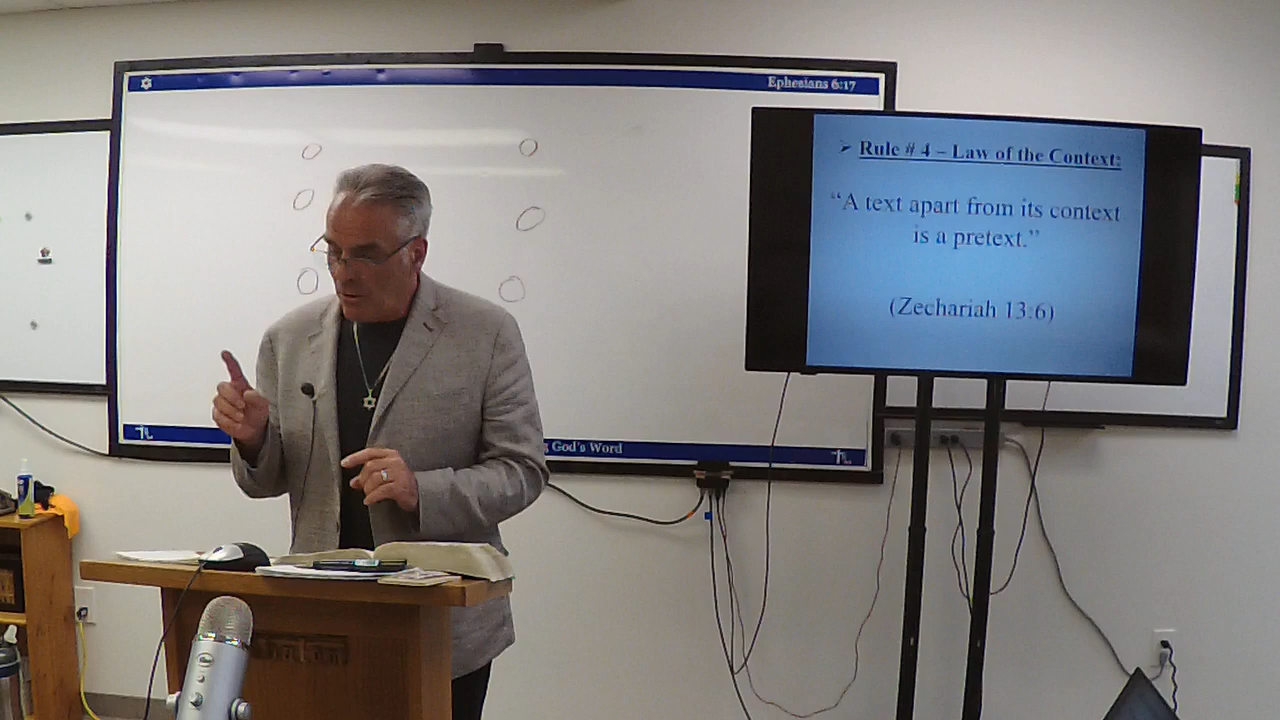 Ephesians 6:17
➢ Rule # 4 – Law of the Context:
“A text apart from its context
is a pretext.”
(Zechariah 13:6)
God's Word